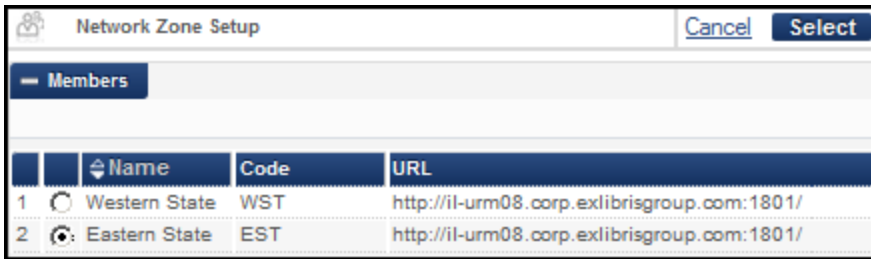 Network Zone Setup Cancel Select
Members
Name Code URL
1 Western State WST http://il-urm08.corp.exlibrisgroup.com:1801/
2 Eastern State EST http://il-urm08.corp.exlibrisgroup.com:1801/